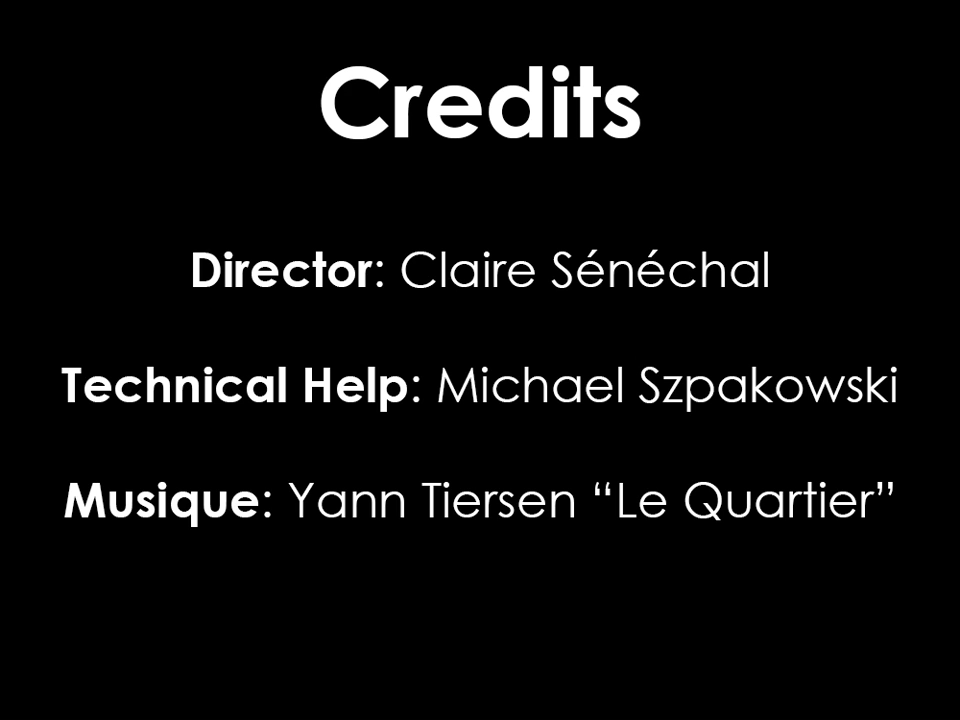 Credits
Director: Claire Sénéchal
Technical Help: Michael Szpakowski
Musique: Yann Tiersen “Le Quartier”